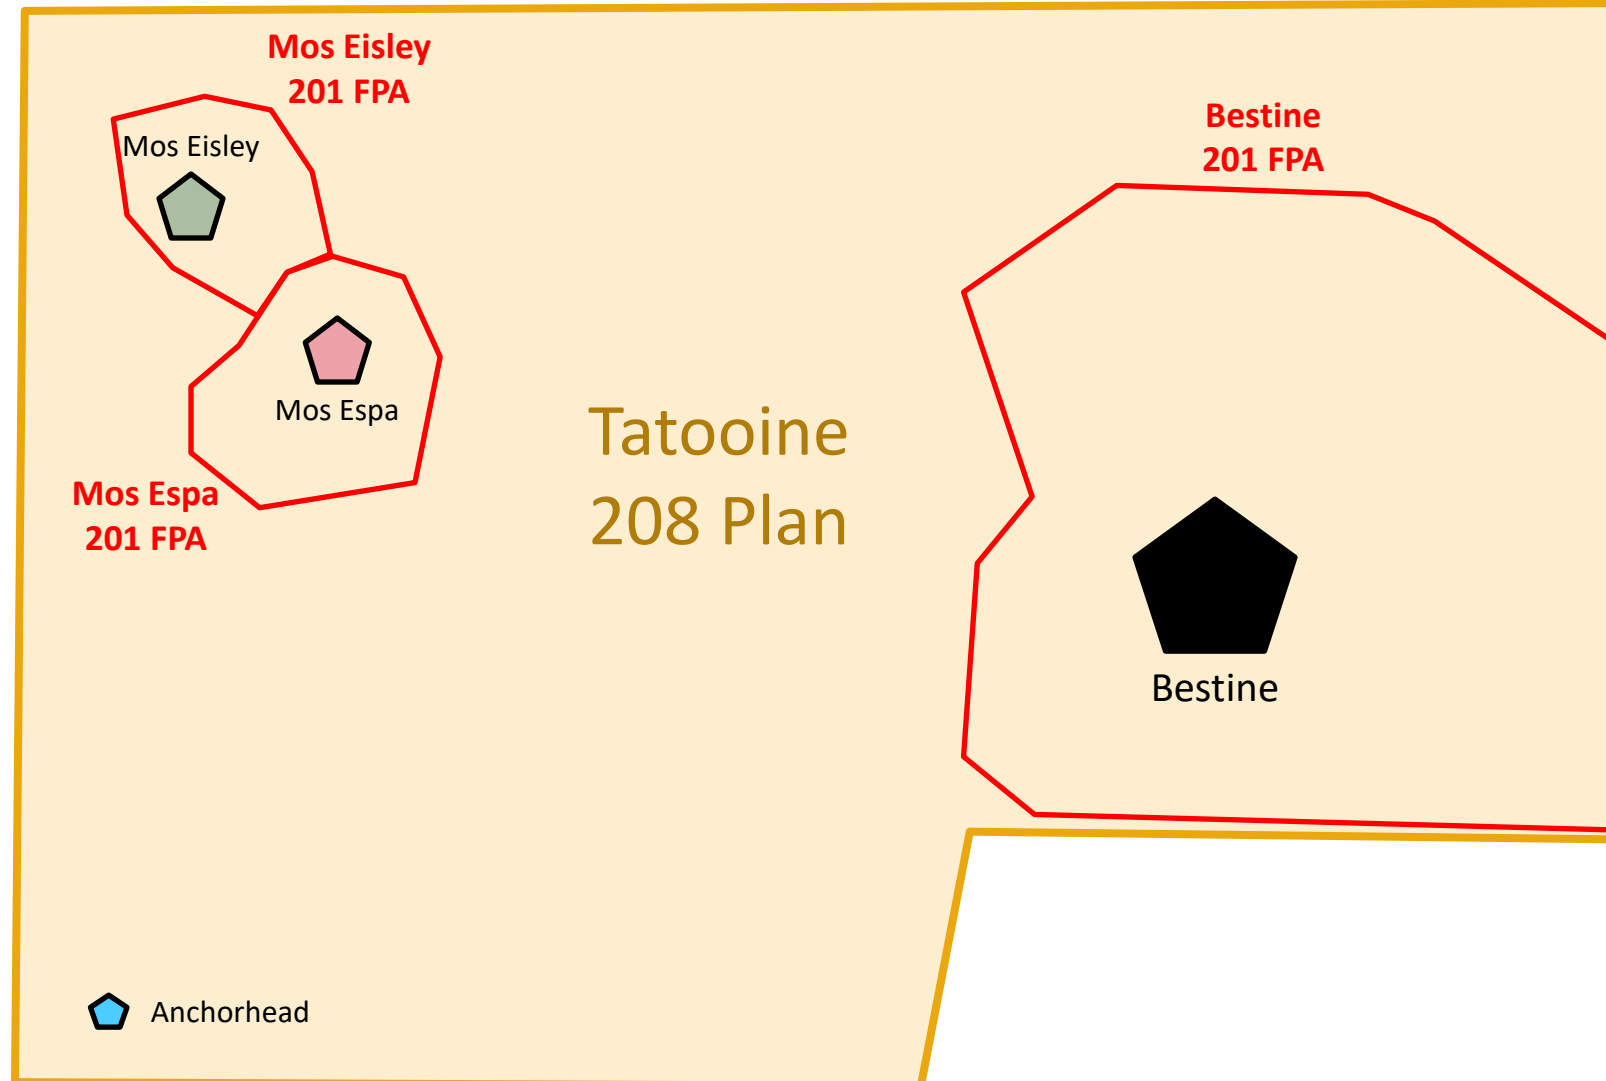 Mos Eisley
201 FPA
Mos Eisley
Bestine
201 FPA
Mos Espa
Tatooine
208 Plan
Mos Espa
201 FPA
Bestine
Anchorhead